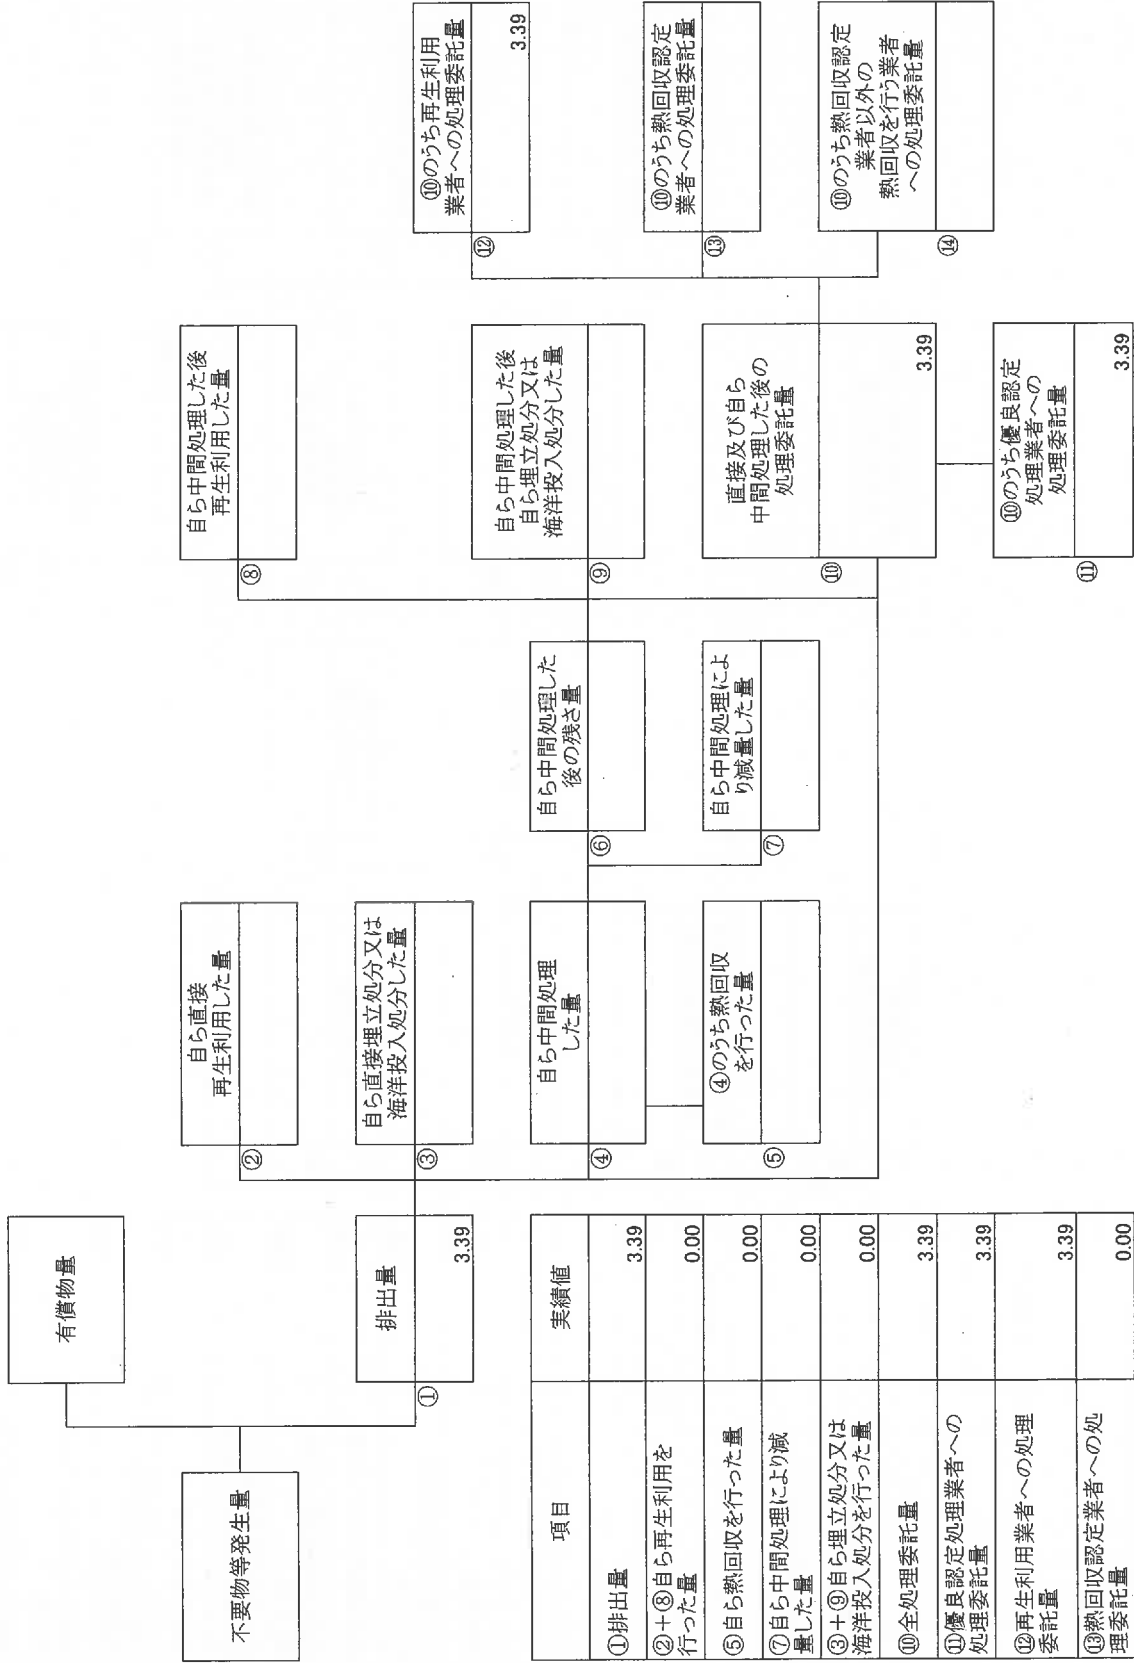 不要物等発生量
有償物量
排出量
①
3.39
自ら直接
再生利用した量
②
自ら直接埋立処分又は
海洋投入処分した量
③
自ら中間処理
した量
④
④のうち熱回収
を行った量
⑤
自ら中間処理した
後の残さ量
⑥
自ら中間処理によ
り減量した量
⑦
自ら中間処理した後
再生利用した量
⑧
自ら中間処理した後
自ら埋立処分又は
海洋投入処分した量
⑨
直接及び自ら
中間処理した後の
処理委託量
⑩
3.39
⑩のうち優良認定
処理業者への
処理委託量
⑪
3.39
⑩のうち再生利用
業者への処理委託量
⑫
3.39
⑩のうち熱回収認定
業者への処理委託量
⑬
⑩のうち熱回収認定
業者以外の
熱回収を行う業者
への処理委託量
⑭
項目 実績値
①排出量 3.39
②+⑧自ら再生利用を
行った量 0.00
⑤自ら熱回収を行った量 0.00
⑦自ら中間処理により減
量した量 0.00
③+⑨自ら埋立処分又は
海洋投入処分を行った量 0.00
⑩全処理委託量 3.39
⑪優良認定処理業者への
処理委託量 3.39
⑫再生利用業者への処理
委託量 3.39
⑬熱回収認定業者への処
理委託量 0.00